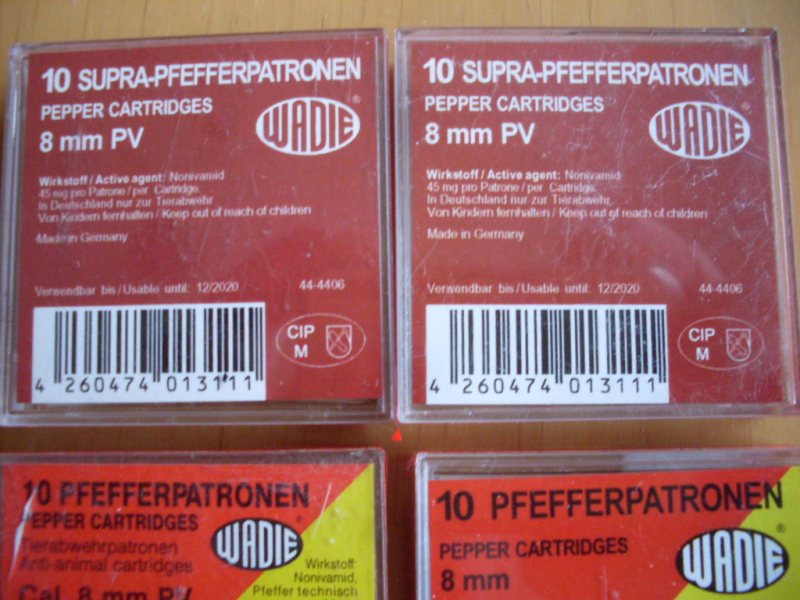 10 SUPRA-PFEFFERPATRONEN
PEPPER CARTRIDGES
8 mm PV
WADIE®
Wirkstoff / Active agent: Nonivamid
45 mg pro Patrone / per Cartridge.
In Deutschland nur zur Tierabwehr
Von Kindern fernhalten / Keep out of reach of children
Made in Germany
Verwendbar bis / Usable until: 12/2020
44-4406
4 260474 013111
CIP
M
10 SUPRA-PFEFFERPATRONEN
PEPPER CARTRIDGES
8 mm PV
WADIE®
Wirkstoff / Active agent: Nonivamid
45 mg pro Patrone / per Cartridge.
In Deutschland nur zur Tierabwehr
Von Kindern fernhalten / Keep out of reach of children
Made in Germany
Verwendbar bis / Usable until: 12/2020
44-4406
4 260474 013111
CIP
M
10 PFEFFERPATRONEN
PEPPER CARTRIDGES
Tierabwehrpatronen
Anti-animal cartridges
Cal. 8 mm PV
WADIE®
Wirkstoff:
Nonivamid,
Pfeffer technisch
10 PFEFFERPATRONEN
PEPPER CARTRIDGES
8 mm
WADIE®